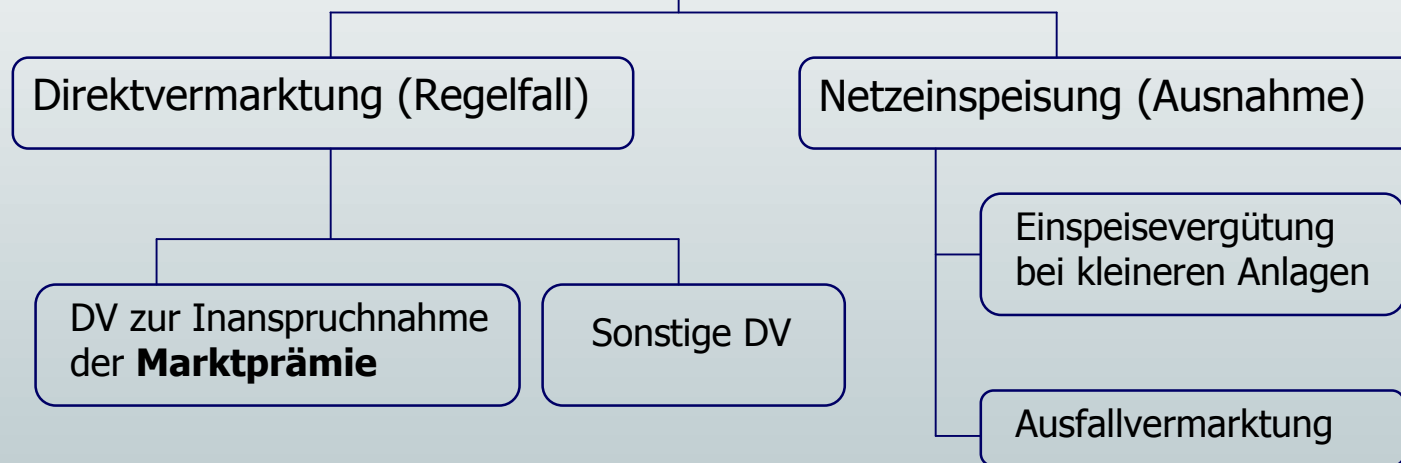 Direktvermarktung (Regelfall)
Netzeinspeisung (Ausnahme)
DV zur Inanspruchnahme
der Marktprämie
Sonstige DV
Einspeisevergütung
bei kleineren Anlagen
Ausfallvermarktung